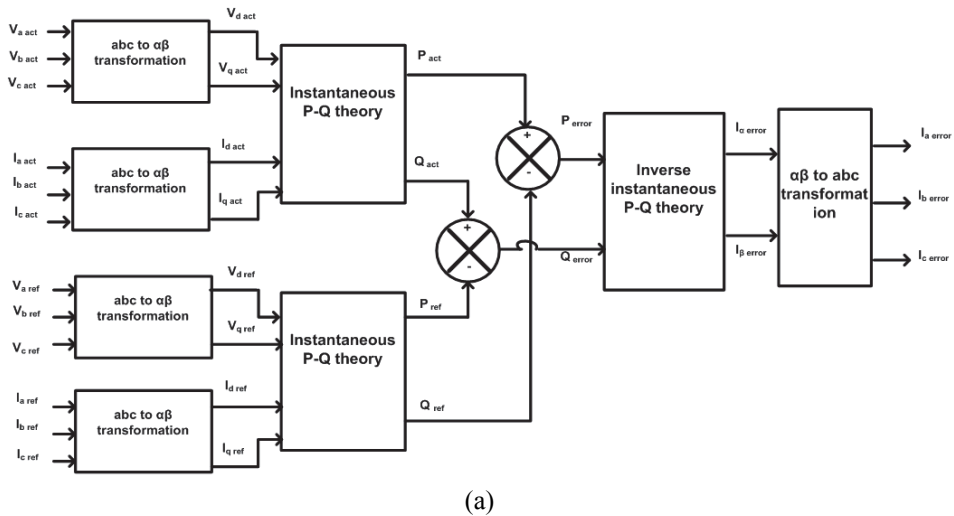 V a act
V b act
V c act
abc to αβ
transformation
V d act
V q act
I a act
I b act
I c act
abc to αβ
transformation
I d act
I q act
Instantaneous
P-Q theory
P act
Q act
V a ref
V b ref
V c ref
abc to αβ
transformation
V d ref
V q ref
I a ref
I b ref
I c ref
abc to αβ
transformation
I d ref
I q ref
Instantaneous
P-Q theory
P ref
Q ref
+
-
+
-
P error
Q error
Inverse
instantaneous
P-Q theory
I α error
I β error
αβ to abc
transformat
ion
I a error
I b error
I c error
(a)